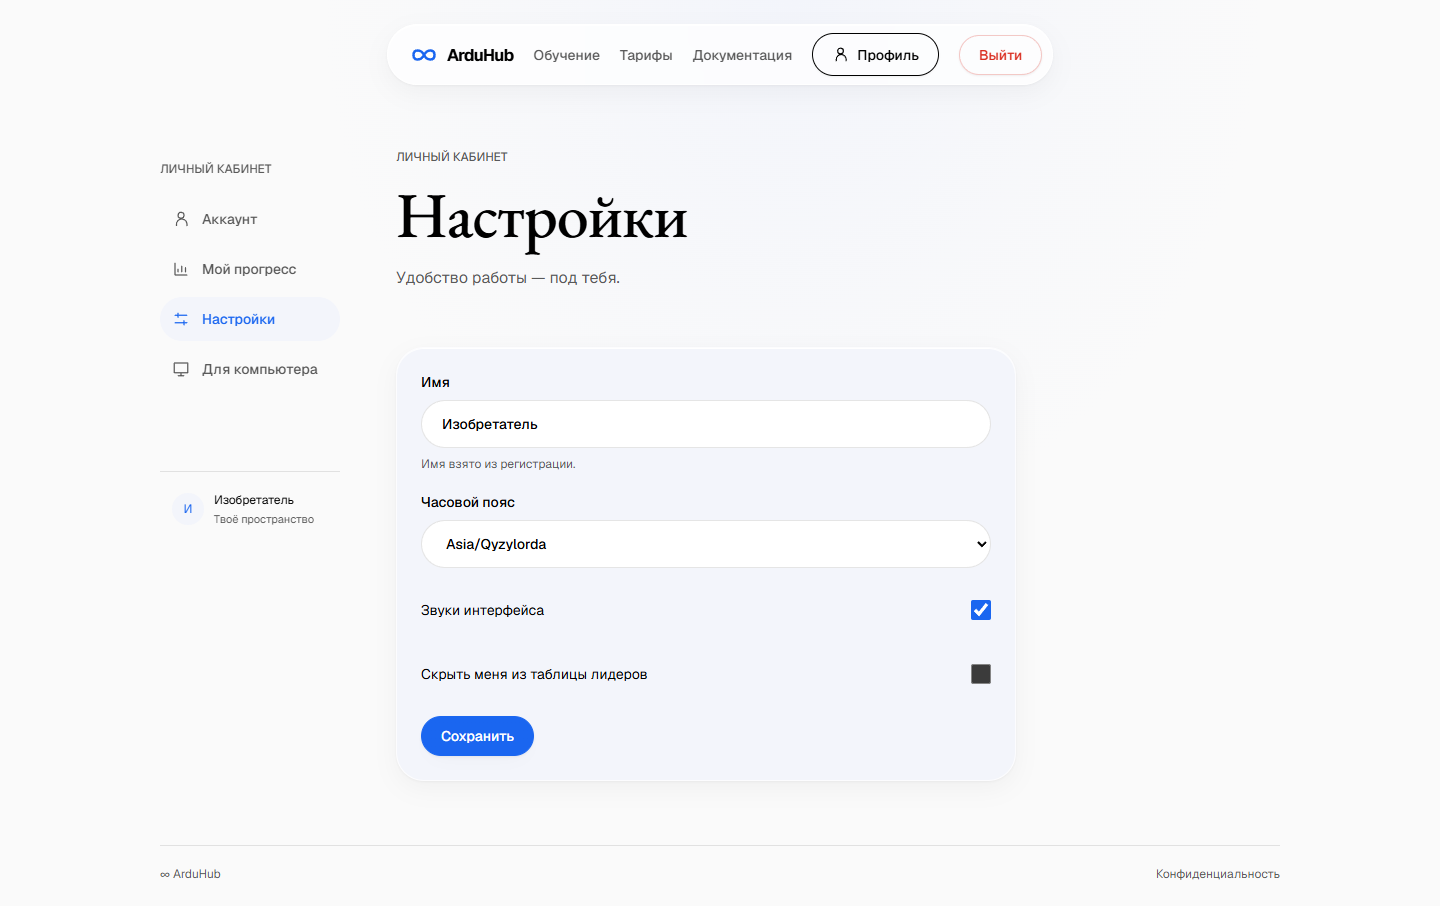 ArduHub
Обучение
Тарифы
Документация
Профиль
Выйти
ЛИЧНЫЙ КАБИНЕТ
Аккаунт
Мой прогресс
Настройки
Для компьютера
И
Изобретатель
Твоё пространство
ЛИЧНЫЙ КАБИНЕТ
Настройки
Удобство работы — под тебя.
Имя
Изобретатель
Имя взято из регистрации.
Часовой пояс
Asia/Qyzylorda
Звуки интерфейса
Скрыть меня из таблицы лидеров
Сохранить
∞ ArduHub
Конфиденциальность